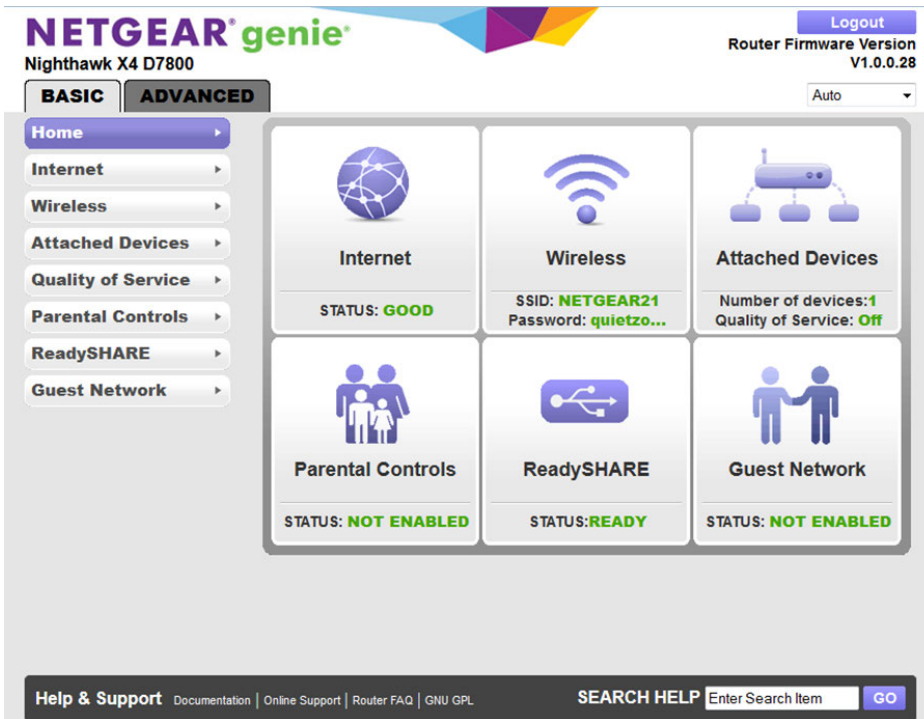 NETGEAR® genie®
Logout
Router Firmware Version
V1.0.0.28
Nighthawk X4 D7800
BASIC
ADVANCED
Auto
Home
Internet
Wireless
Attached Devices
Quality of Service
Parental Controls
ReadySHARE
Guest Network
Internet
STATUS: GOOD
Wireless
SSID: NETGEAR21
Password: quietzo...
Attached Devices
Number of devices:1
Quality of Service: Off
Parental Controls
STATUS: NOT ENABLED
ReadySHARE
STATUS:READY
Guest Network
STATUS: NOT ENABLED
Help & Support Documentation | Online Support | Router FAQ | GNU GPL
SEARCH HELP Enter Search Item GO